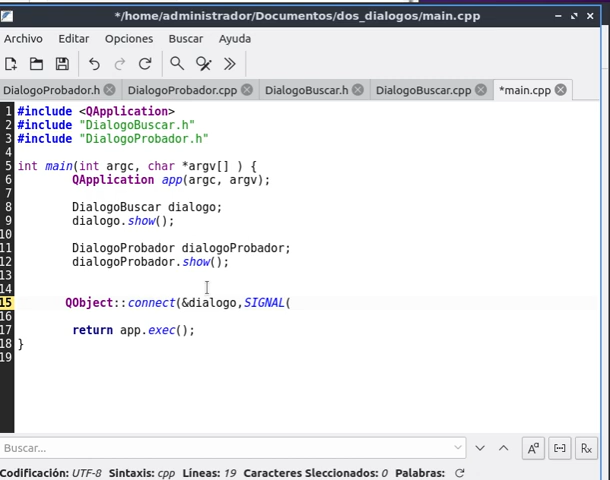 */home/administrador/Documentos/dos_dialogos/main.cpp
Archivo Editar Opciones Buscar Ayuda
DialogoProbador.h DialogoProbador.cpp DialogoBuscar.h DialogoBuscar.cpp *main.cpp
1 #include <QApplication>
2 #include "DialogoBuscar.h"
3 #include "DialogoProbador.h"
4
5 int main(int argc, char *argv[] ) {
6 QApplication app(argc, argv);
7
8 DialogoBuscar dialogo;
9 dialogo.show();
10
11 DialogoProbador dialogoProbador;
12 dialogoProbador.show();
13
14
15 QObject::connect(&dialogo,SIGNAL(
16
17 return app.exec();
18 }
19
Buscar... Aª [··] Rx
Codificación: UTF-8 Sintaxis: cpp Líneas: 19 Caracteres Sleccionados: 0 Palabras: